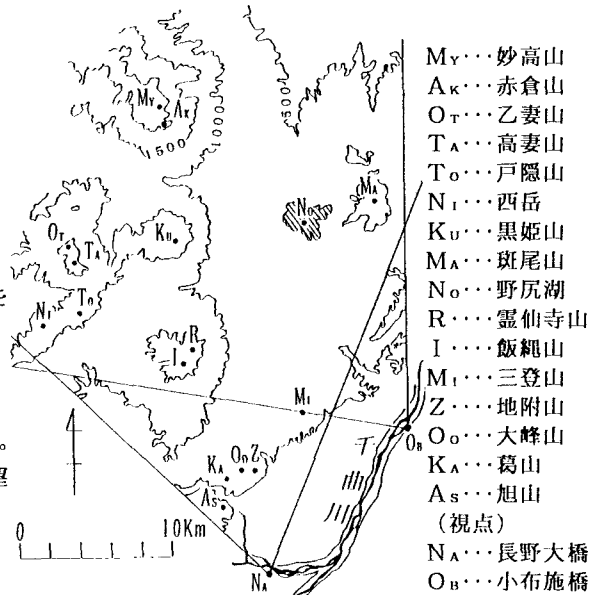 MY
AK
1000
1500
500
OT
TA
KU
NO
MA
NI
TO
R
I
MI
OO Z
KA
AS
千
OB
NA
0
10Km
を
。
MY・・・妙高山
AK・・・赤倉山
OT・・・乙妻山
TA・・・高妻山
TO・・・戸隠山
NI・・・西岳
KU・・・黒姫山
MA・・・斑尾山
NO・・・野尻湖
R・・・霊仙寺山
I・・・飯縄山
MI・・・三登山
Z・・・・地附山
OO・・・大峰山
KA・・・葛山
AS・・・旭山
(視点)
NA・・・長野大橋
OB・・・小布施橋